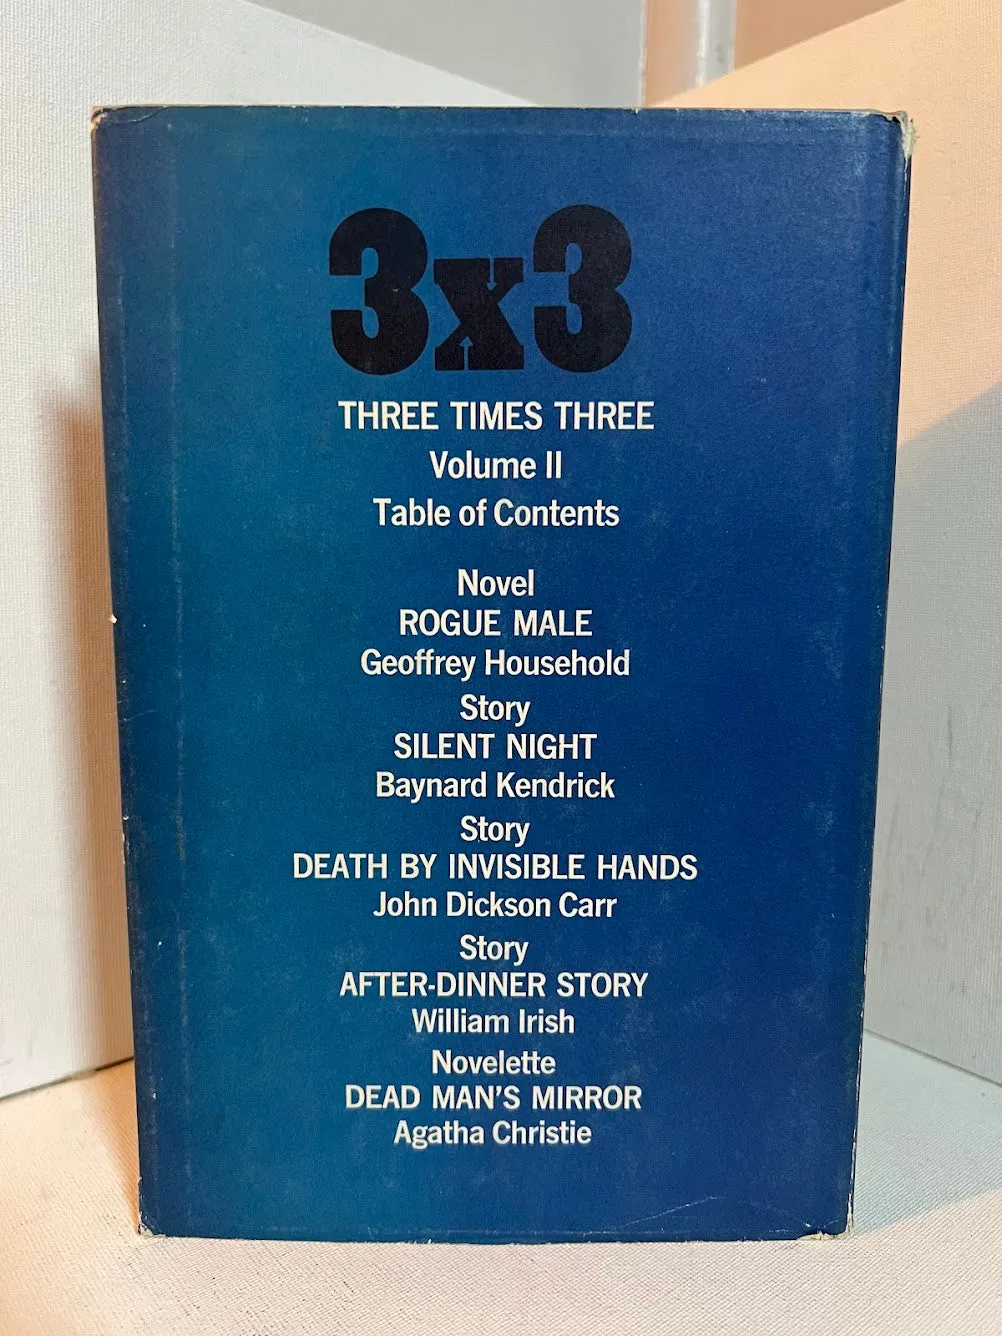 3x3
THREE TIMES THREE
Volume II
Table of Contents
Novel
ROGUE MALE
Geoffrey Household
Story
SILENT NIGHT
Baynard Kendrick
Story
DEATH BY INVISIBLE HANDS
John Dickson Carr
Story
AFTER-DINNER STORY
William Irish
Novelette
DEAD MAN'S MIRROR
Agatha Christie